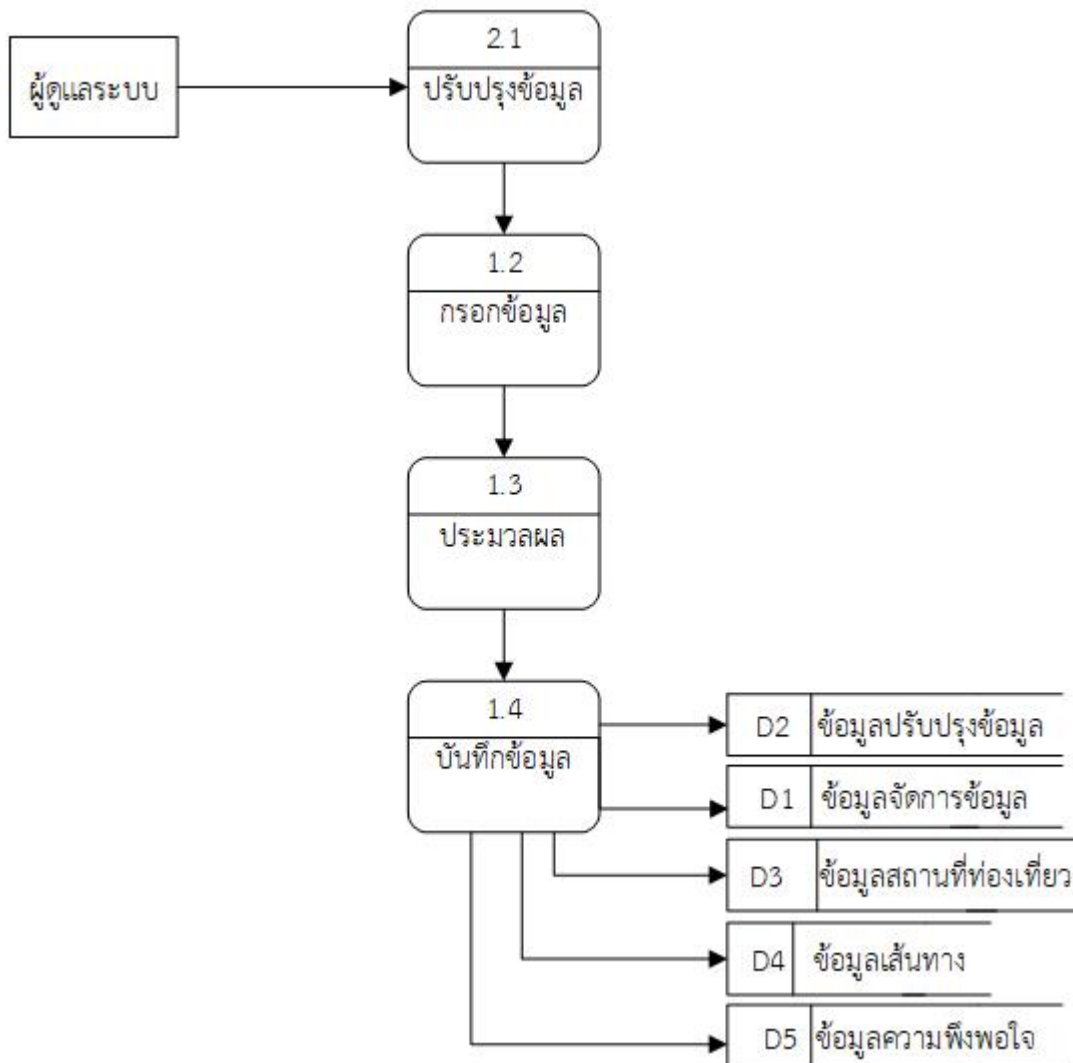 2.1
ผู้ดูแลระบบ
ปรับปรุงข้อมูล
1.2
กรอกข้อมูล
1.3
ประมวลผล
1.4
บันทึกข้อมูล
D2 ข้อมูลปรับปรุงข้อมูล
D1 ข้อมูลจัดการข้อมูล
D3 ข้อมูลสถานที่ท่องเที่ยว
D4 ข้อมูลเส้นทาง
D5 ข้อมูลความพึงพอใจ